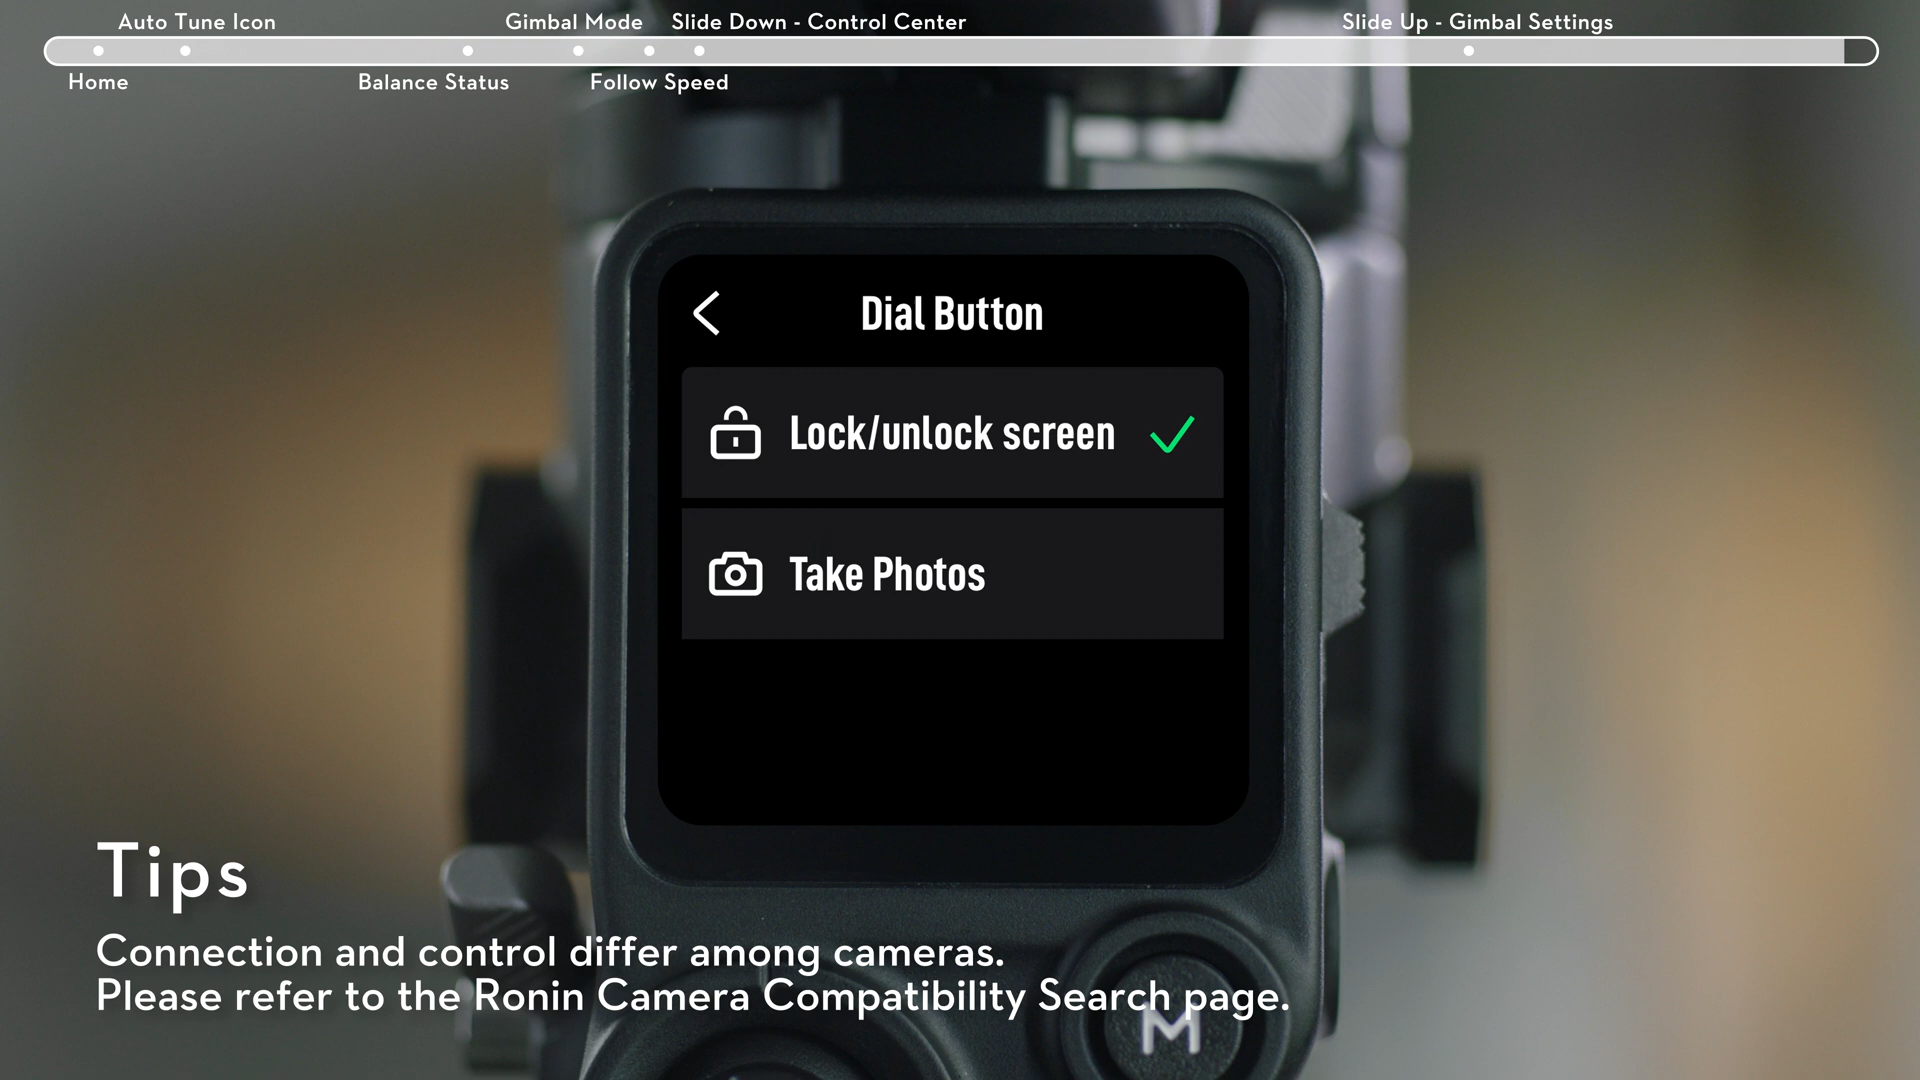 Auto Tune Icon
Gimbal Mode
Slide Down - Control Center
Slide Up - Gimbal Settings
Home
Balance Status
Follow Speed
Dial Button
Lock/unlock screen
Take Photos
Tips
Connection and control differ among cameras.
Please refer to the Ronin Camera Compatibility Search page.
M